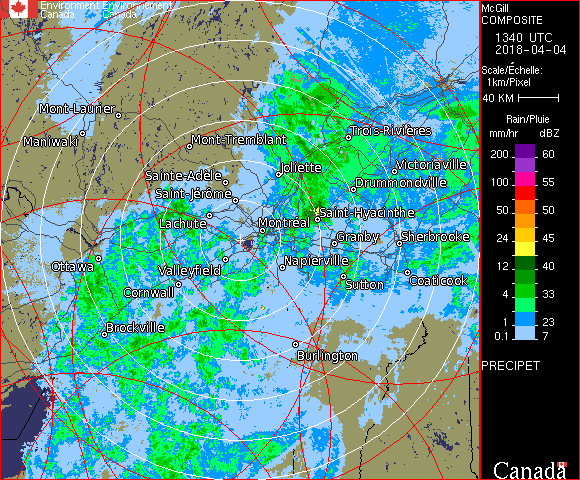 Environment Environnement
Canada Canada
McGill
COMPOSITE
1340 UTC
2018-04-04
Scale/Échelle:
1km/Pixel
40 KM
Rain/Pluie
mm/hr dBZ
200 60
100 55
50 50
24 45
12 40
4 33
1 23
0.1 7
PRECIPET
Canada
Mont-Laurier
Maniwaki
Mont-Tremblant
Trois-Rivières
Joliette
Victoriaville
Sainte-Adèle
Drummondville
Saint-Jérôme
Saint-Hyacinthe
Lachute
Montréal
Granby
Sherbrooke
Ottawa
Valleyfield
Napierville
Sutton
Coaticook
Cornwall
Brockville
Burlington